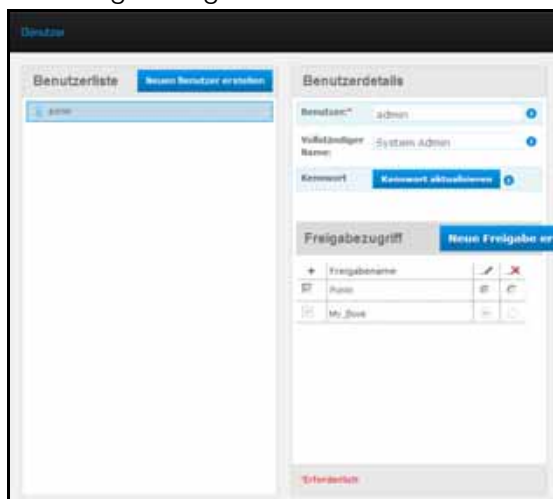 Benutzer
Benutzerliste
Neuen Benutzer erstellen
admin
Benutzerdetails
Benutzer:*
admin
Vollständiger Name:
System Admin
Kennwort
Kennwort aktualisieren
Freigabezugriff
Neue Freigabe er
Freigabename
Public
My_Book
*Erforderlich